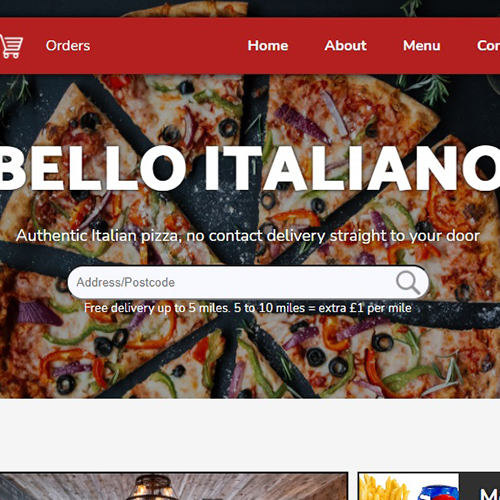 Orders Home About Menu Con
BELLO ITALIANO
Authentic Italian pizza, no contact delivery straight to your door
Address/Postcode
Free delivery up to 5 miles. 5 to 10 miles = extra £1 per mile
M